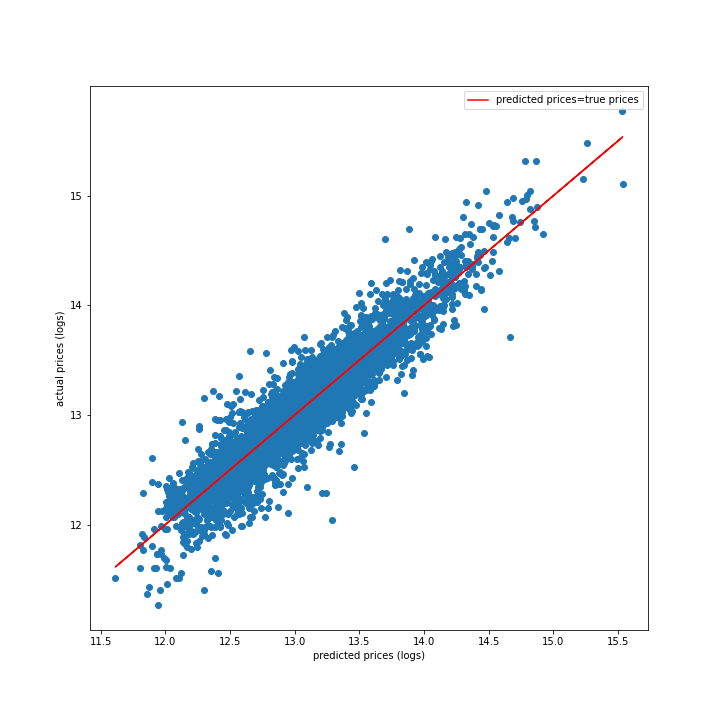 predicted prices=true prices
15
14
13
12
actual prices (logs)
11.5 12.0 12.5 13.0 13.5 14.0 14.5 15.0 15.5
predicted prices (logs)